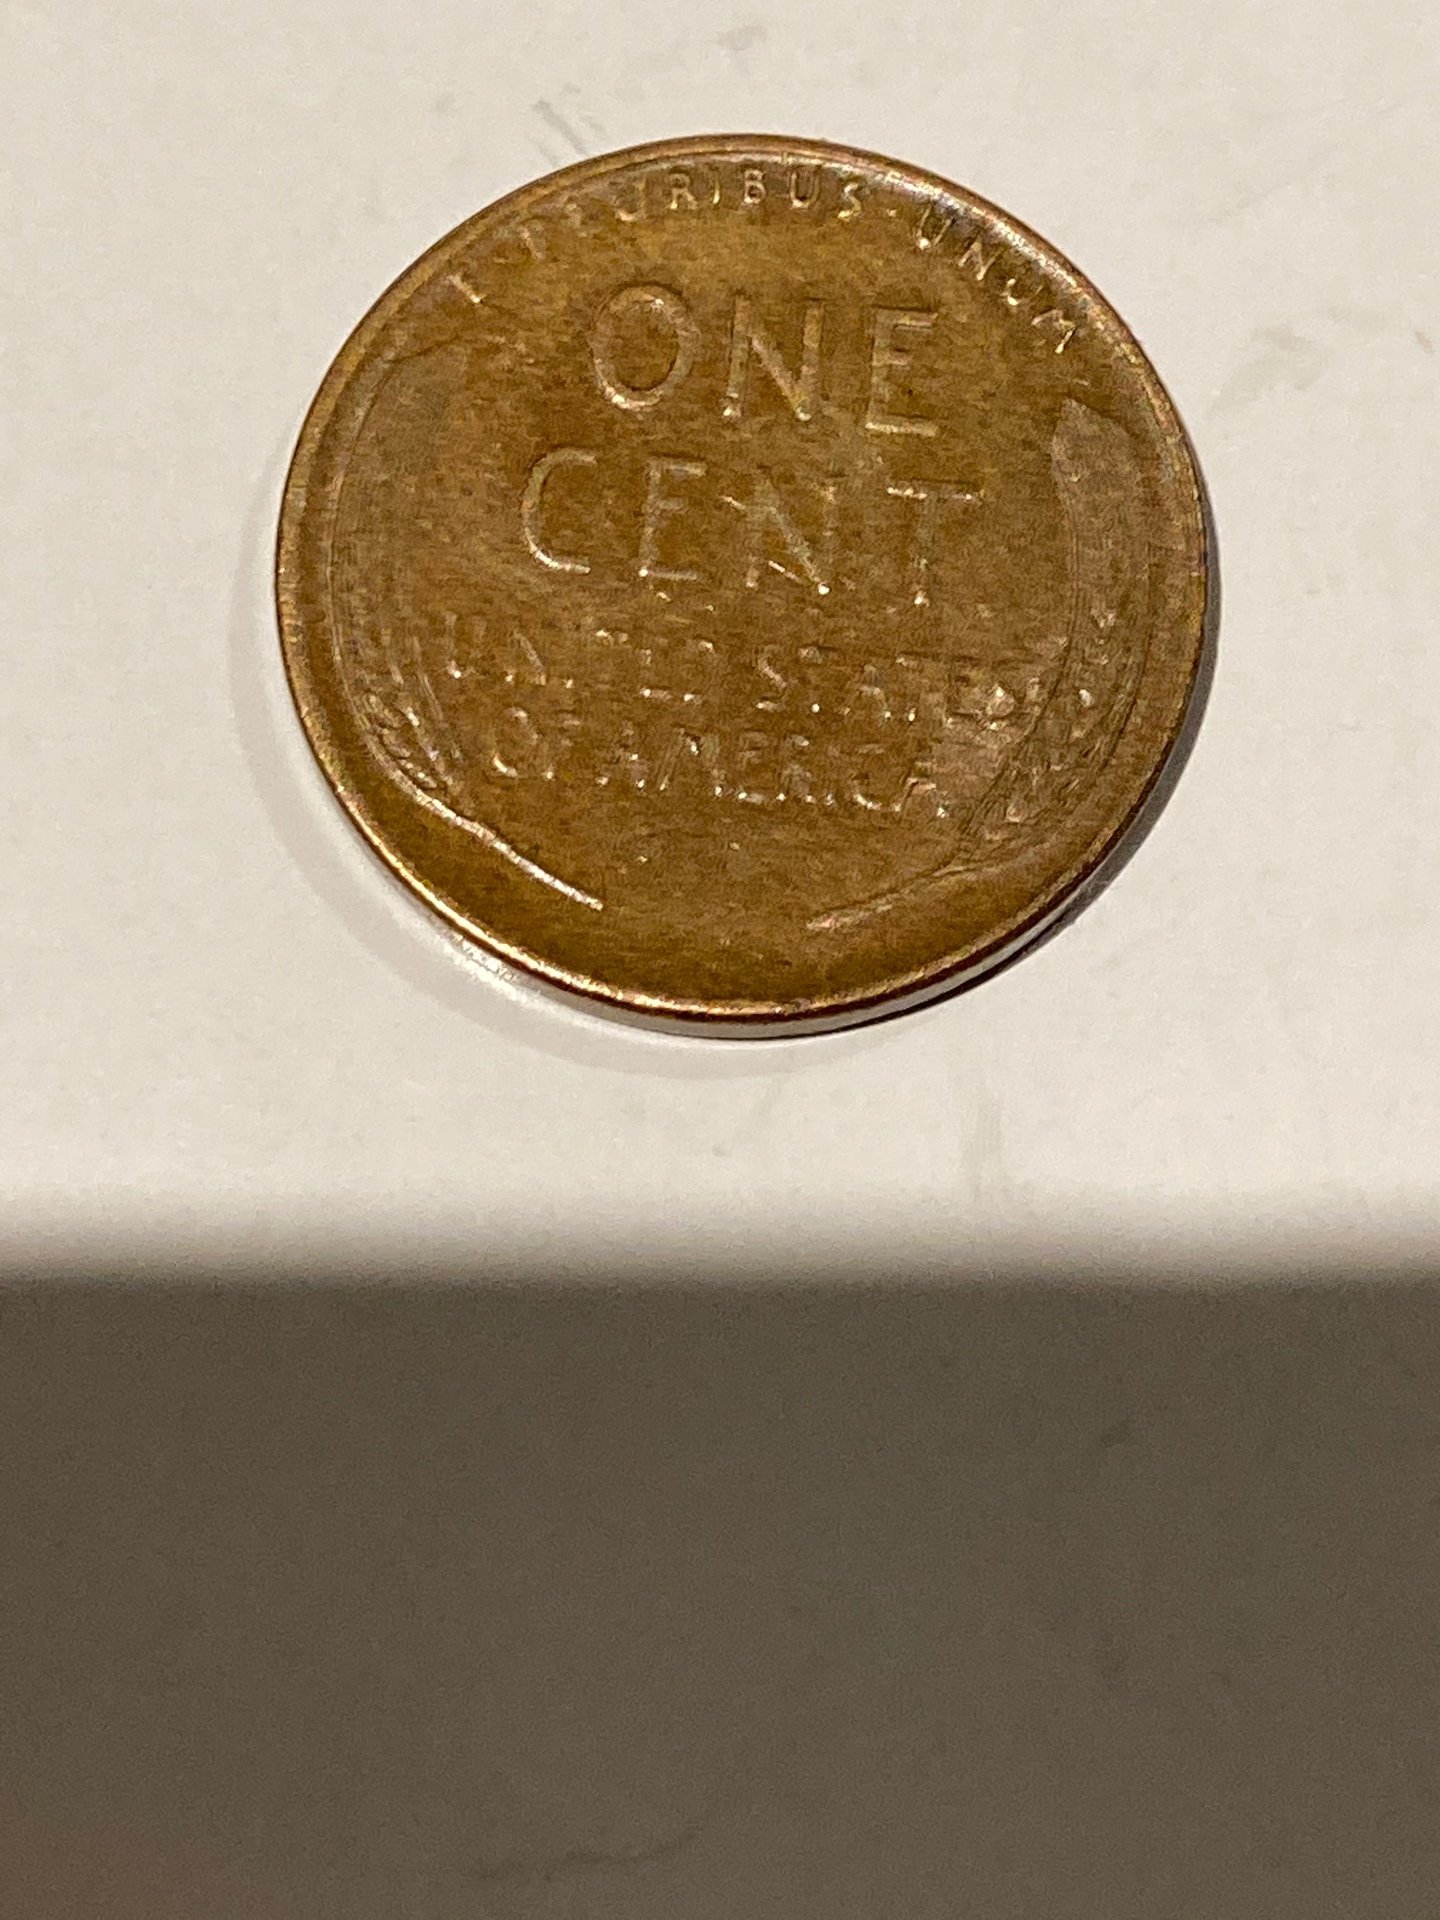 E·PLURIBUS·UNUM
ONE
CENT
UNITED STATES
OF AMERICA